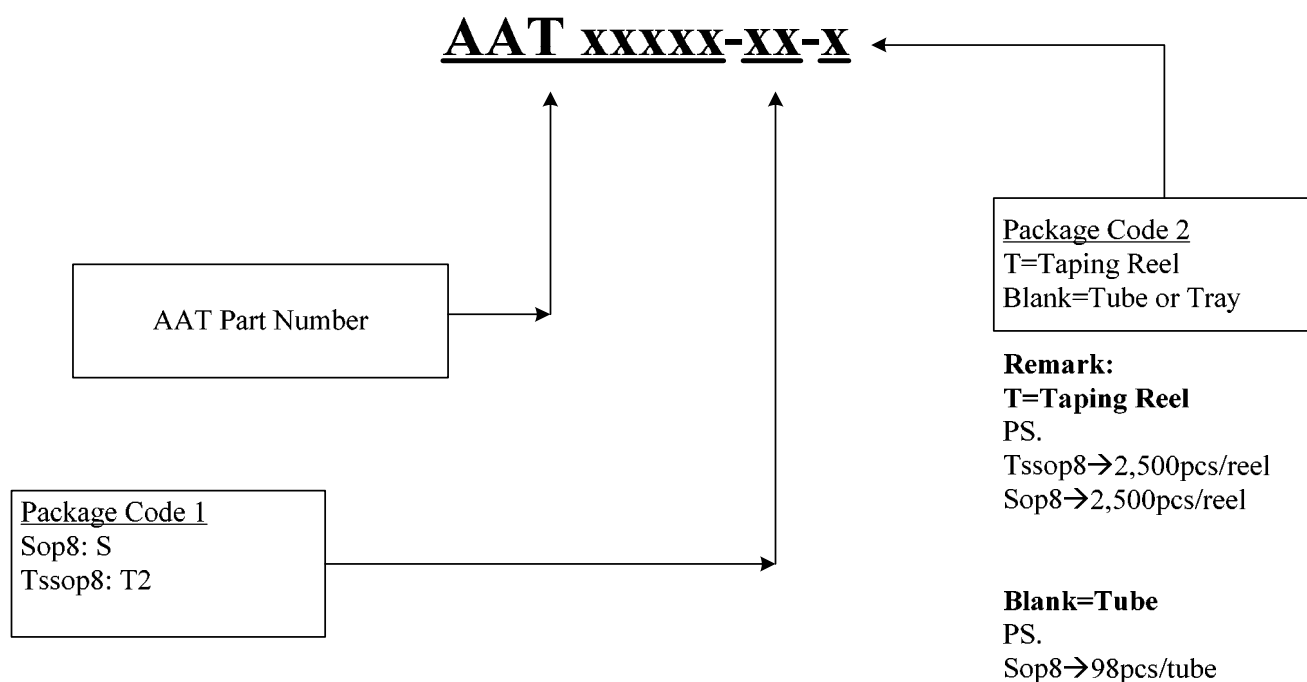 AAT xxxxx-xx-x
Package Code 2
T=Taping Reel
Blank=Tube or Tray
AAT Part Number
Remark:
T=Taping Reel
PS.
Tssop8→2,500pcs/reel
Sop8→2,500pcs/reel
Package Code 1
Sop8: S
Tssop8: T2
Blank=Tube
PS.
Sop8→98pcs/tube